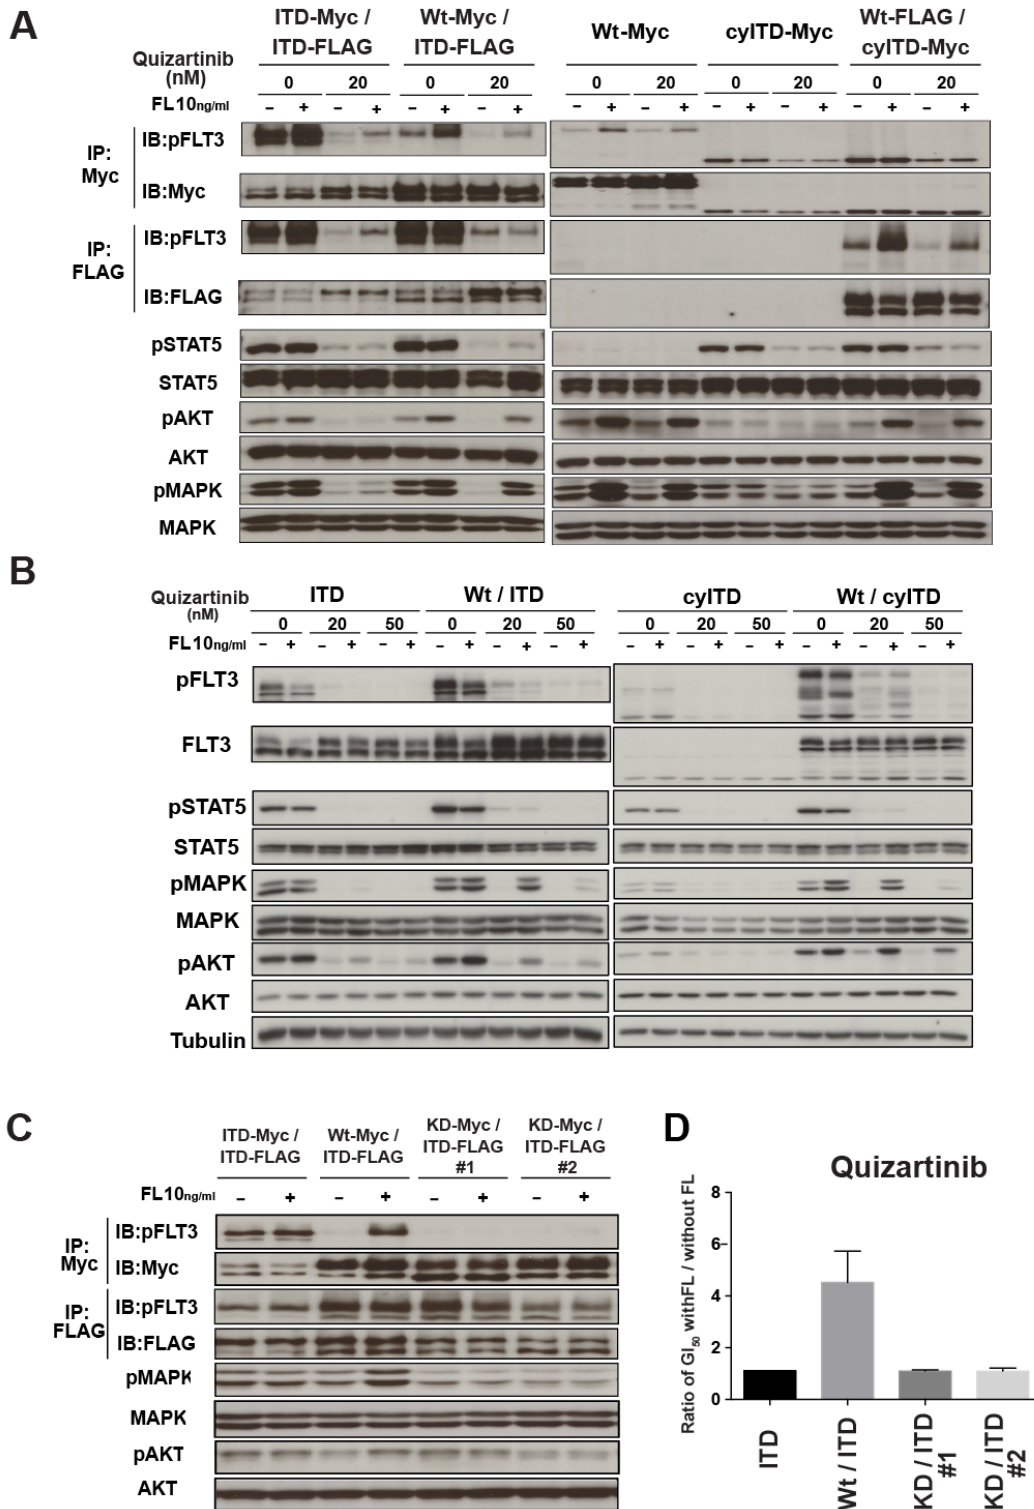 A
ITD-Myc / ITD-FLAG
Wt-Myc / ITD-FLAG
Wt-Myc
cyITD-Myc
Wt-FLAG / cyITD-Myc
Quizartinib (nM)
0 20 0 20 0 20 0 20 0 20
FL10ng/ml
– + – + – + – + – + – + – + – + – + – +
IP: Myc
IB:pFLT3
IB:Myc
IP: FLAG
IB:pFLT3
IB:FLAG
pSTAT5
STAT5
pAKT
AKT
pMAPK
MAPK
B
Quizartinib (nM)
ITD
Wt / ITD
cyITD
Wt / cyITD
0 20 50 0 20 50 0 20 50 0 20 50
FL10ng/ml
– + – + – + – + – + – + – + – + – + – + – + – +
pFLT3
FLT3
pSTAT5
STAT5
pMAPK
MAPK
pAKT
AKT
Tubulin
C
ITD-Myc / ITD-FLAG
Wt-Myc / ITD-FLAG
KD-Myc / ITD-FLAG #1
KD-Myc / ITD-FLAG #2
FL10ng/ml
– + – + – + – +
IP: Myc
IB:pFLT3
IB:Myc
IP: FLAG
IB:pFLT3
IB:FLAG
pMAPK
MAPK
pAKT
AKT
D
Quizartinib
Ratio of GI50 withFL / without FL
8
6
4
2
0
ITD
Wt / ITD
KD / ITD #1
KD / ITD #2